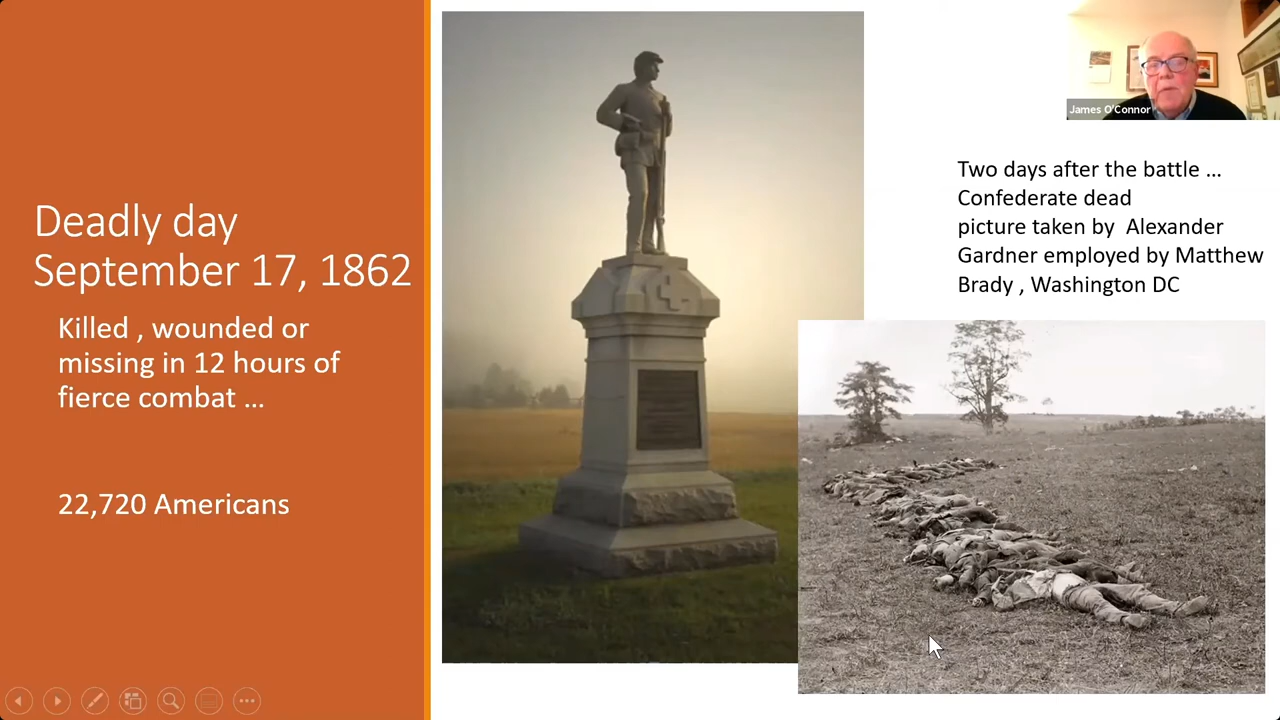 Deadly day
September 17, 1862
Killed , wounded or
missing in 12 hours of
fierce combat ...
22,720 Americans
James O'Connor
Two days after the battle ...
Confederate dead
picture taken by  Alexander
Gardner employed by Matthew
Brady , Washington DC